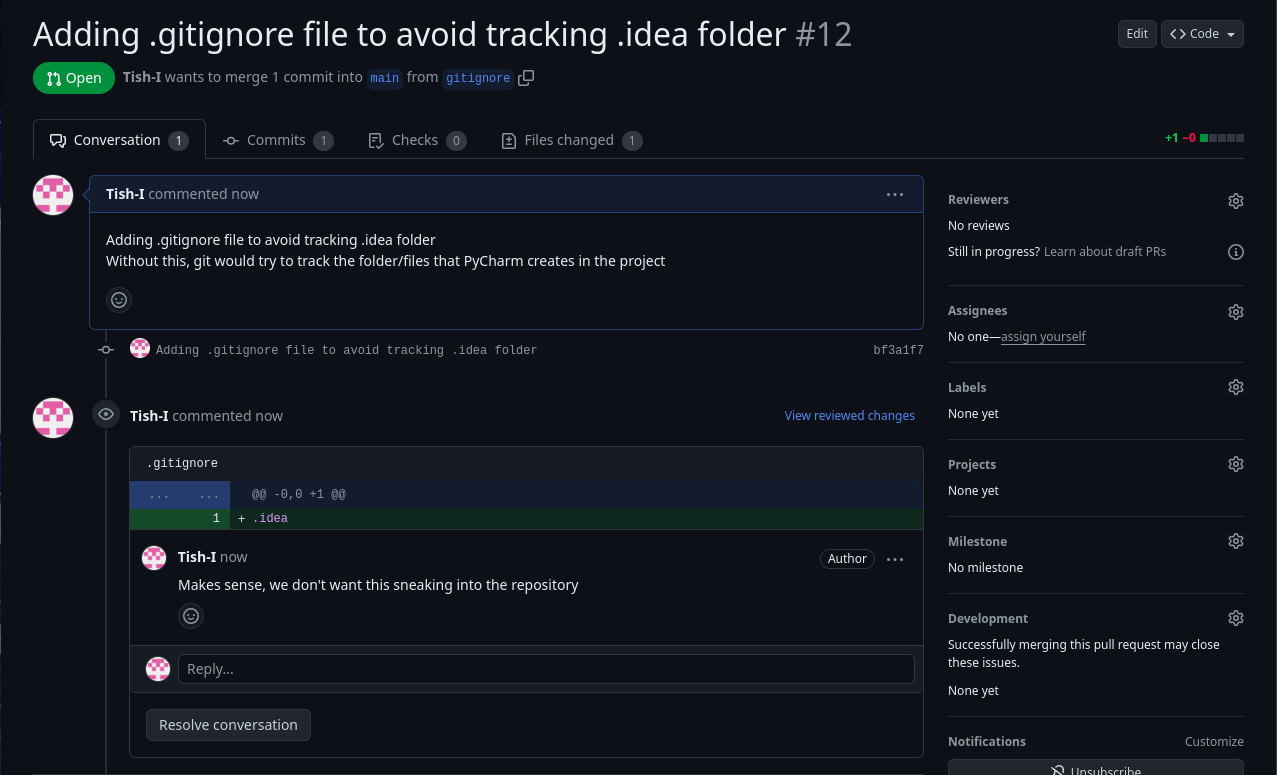 Adding .gitignore file to avoid tracking .idea folder #12
Edit
<> Code
Open
Tish-I wants to merge 1 commit into main from gitignore
Conversation 1
Commits 1
Checks 0
Files changed 1
+1 −0
Tish-I commented now
Adding .gitignore file to avoid tracking .idea folder
Without this, git would try to track the folder/files that PyCharm creates in the project
Adding .gitignore file to avoid tracking .idea folder
bf3a1f7
Tish-I commented now
View reviewed changes
.gitignore
... ... @@ -0,0 +1 @@
1 + .idea
Tish-I now
Author
Makes sense, we don't want this sneaking into the repository
Reply...
Resolve conversation
Reviewers
No reviews
Still in progress? Learn about draft PRs
Assignees
No one—assign yourself
Labels
None yet
Projects
None yet
Milestone
No milestone
Development
Successfully merging this pull request may close
these issues.
None yet
Notifications
Customize
Unsubscribe